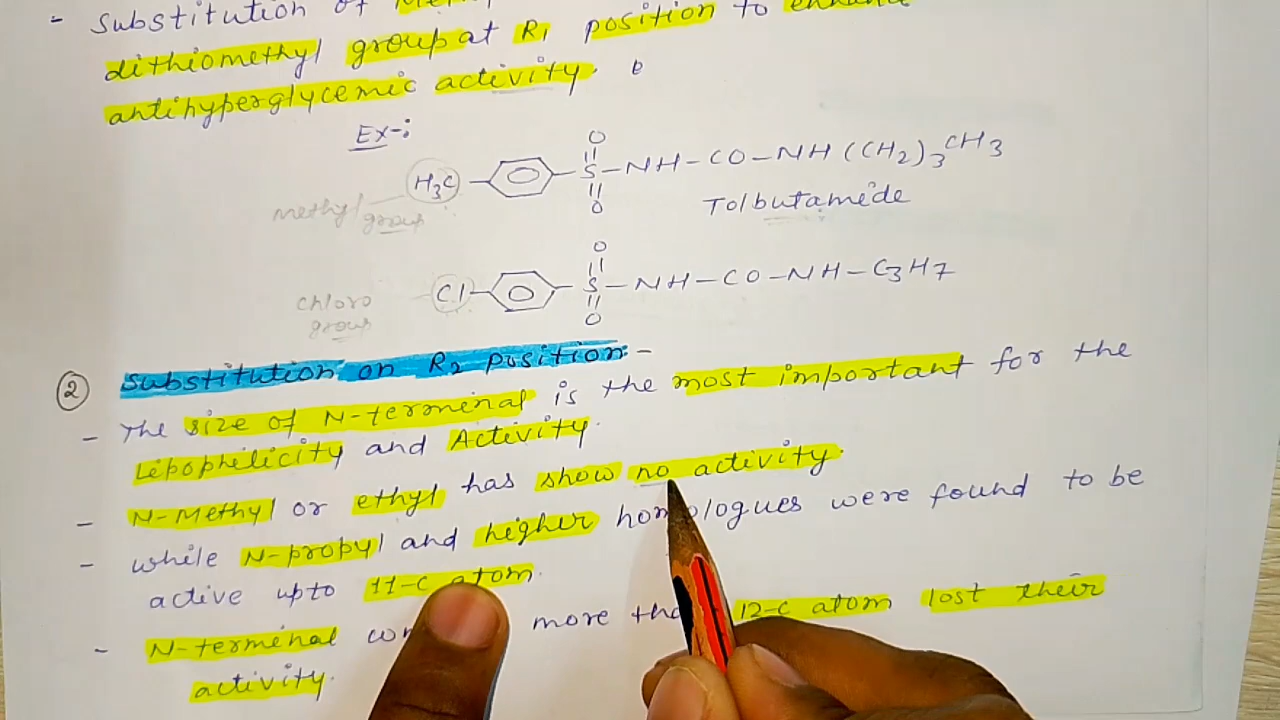 - Substitution of
dithiomethyl group at R1 position to enhance
antihyperglycemic activity.
Ex-:
O
H3C - S - NH - CO - NH (CH2)3 CH3
O
methyl group
Tolbutamide
O
Cl - S - NH - CO - NH - C3H7
O
chloro group
② Substitution on R2 position:-
- The size of N-terminal is the most important for the
Lipophilicity and Activity.
- N-Methyl or ethyl has show no activity.
- while N-propyl and higher homologues were found to be
active upto 11-C atom.
- N-terminal more 12-C atom lost their
activity.